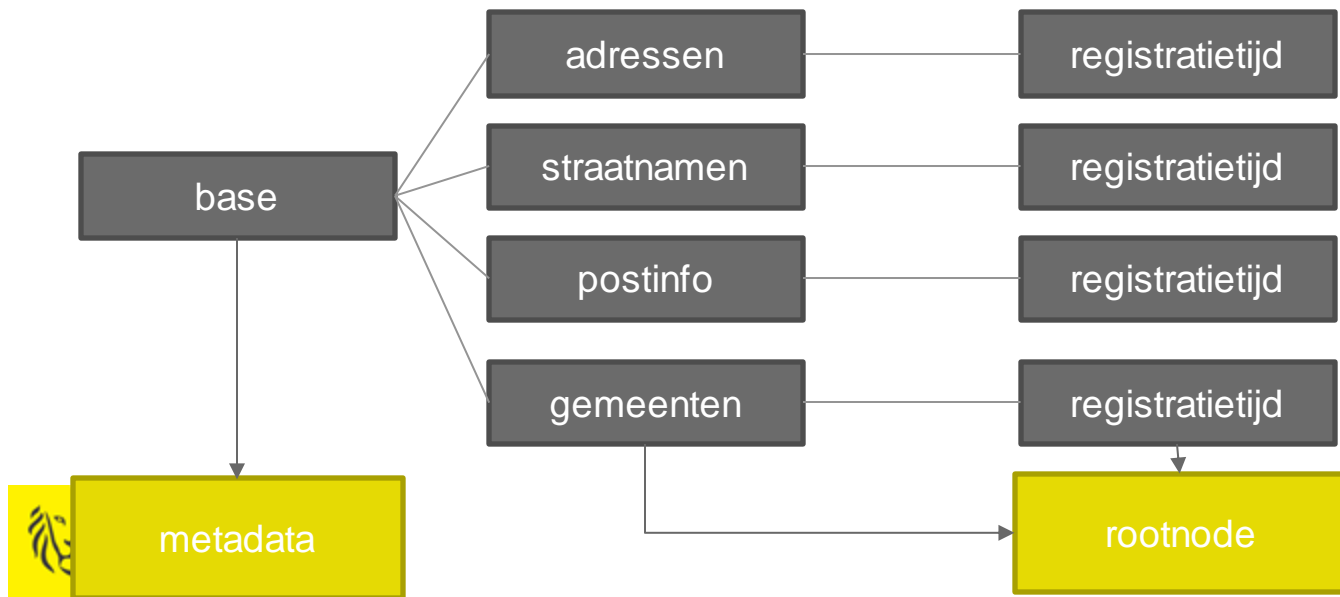 adressen
registratietijd
straatnamen
registratietijd
base
postinfo
registratietijd
gemeenten
registratietijd
metadata
rootnode